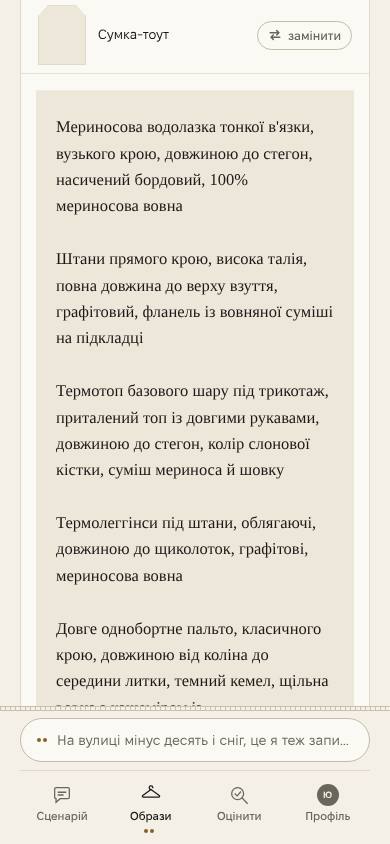 Сумка-тоут
замінити
Мериносова водолазка тонкої в'язки,
вузького крою, довжиною до стегон,
насичений бордовий, 100%
мериносова вовна
Штани прямого крою, висока талія,
повна довжина до верху взуття,
графітовий, фланель із вовняної суміші
на підкладці
Термотоп базового шару під трикотаж,
приталений топ із довгими рукавами,
довжиною до стегон, колір слонової
кістки, суміш мериноса й шовку
Термолеггінси під штани, облягаючі,
довжиною до щиколоток, графітові,
мериносова вовна
Довге однобортне пальто, класичного
крою, довжиною від коліна до
середини литки, темний кемел, щільна
На вулиці мінус десять і сніг, це я теж запи...
Сценарій
Образи
Оцінити
Ю
Профіль